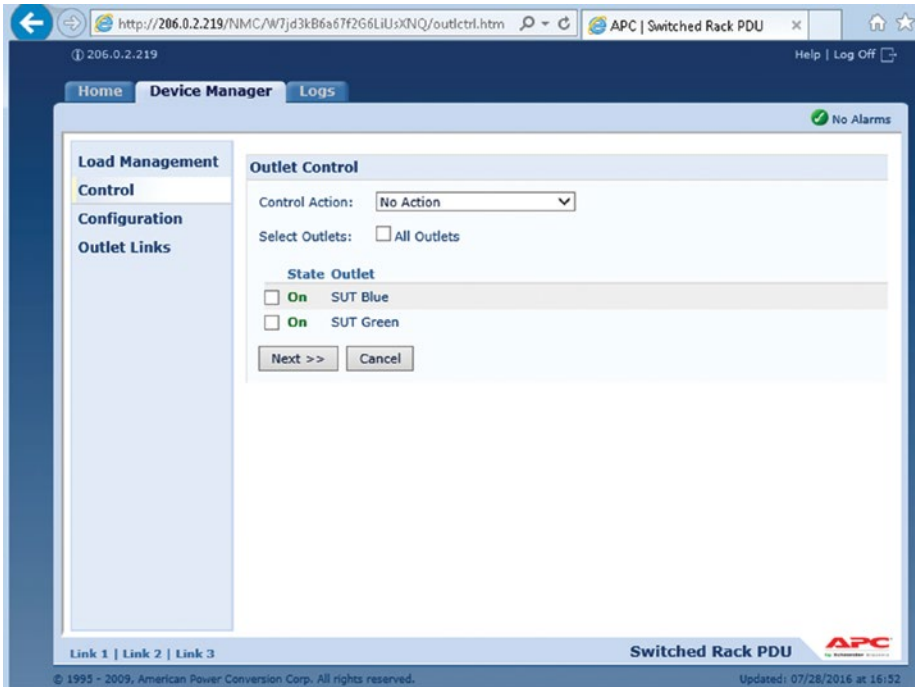 http://206.0.2.219/NMC/W7jd3kB6a67f2G6LiUsXNQ/outlctrl.htm
APC | Switched Rack PDU
206.0.2.219
Help | Log Off
Home
Device Manager
Logs
No Alarms
Load Management
Control
Configuration
Outlet Links
Outlet Control
Control Action: No Action
Select Outlets: All Outlets
State Outlet
On SUT Blue
On SUT Green
Next >> Cancel
Link 1 | Link 2 | Link 3
Switched Rack PDU
APC
by Schneider Electric
© 1995 - 2009, American Power Conversion Corp. All rights reserved.
Updated: 07/28/2016 at 16:52